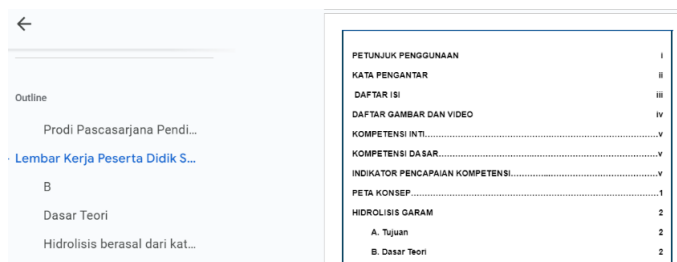 Outline
Prodi Pascasarjana Pendi...
Lembar Kerja Peserta Didik S...
B
Dasar Teori
Hidrolisis berasal dari kat...
PETUNJUK PENGGUNAAN i
KATA PENGANTAR ii
DAFTAR ISI iii
DAFTAR GAMBAR DAN VIDEO iv
KOMPETENSI INTI.....v
KOMPETENSI DASAR.....v
INDIKATOR PENCAPAIAN KOMPETENSI.....v
PETA KONSEP.....1
HIDROLISIS GARAM 2
A. Tujuan 2
B. Dasar Teori 2